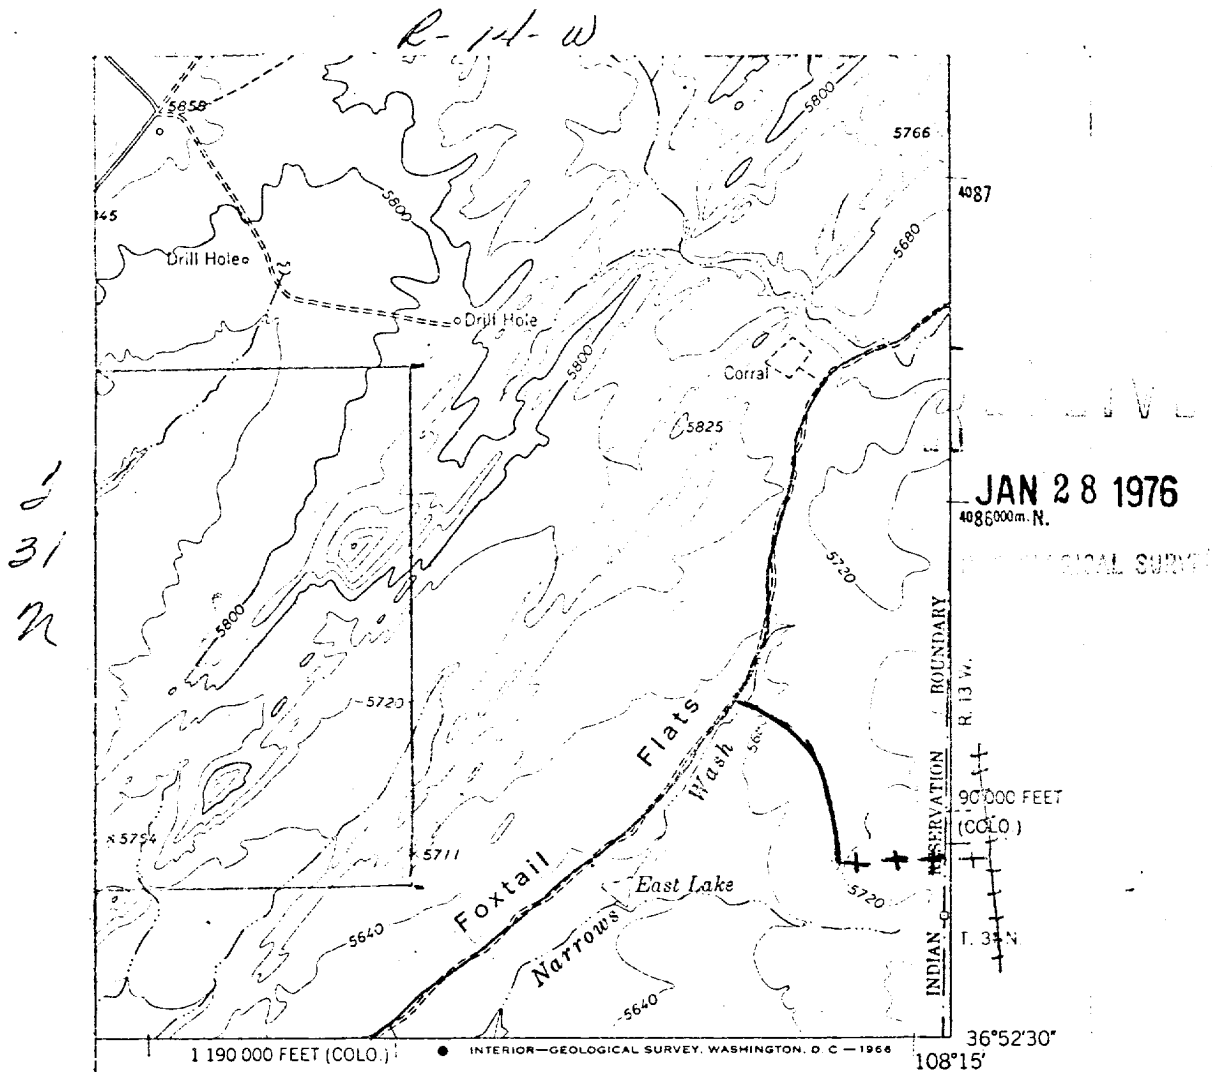 R-14-W
5858
5800
5766
4087
345
5800
5680
Drill Hole
Drill Hole
5800
Corral
5825
JAN 28 1976
4086000m. N.
31
N
5720
SURVEY
5800
BOUNDARY
R. 13 W.
5720
Flats
Wash
RESERVATION
90 000 FEET
(COLO.)
5754
5711
Foxtail
East Lake
5720
Narrows
5640
INDIAN
5640
36°52'30"
1 190 000 FEET (COLO.)
INTERIOR—GEOLOGICAL SURVEY, WASHINGTON, D. C.—1966
108°15'